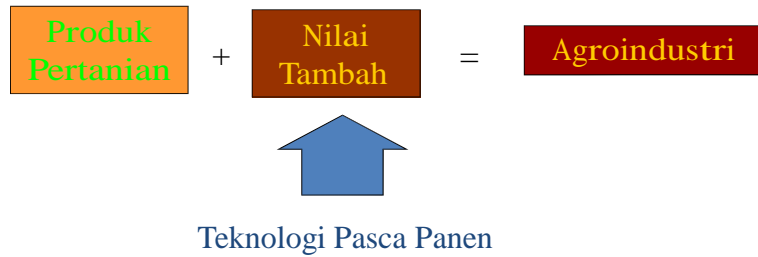 Produk
Pertanian
+
Nilai
Tambah
=
Agroindustri
Teknologi Pasca Panen